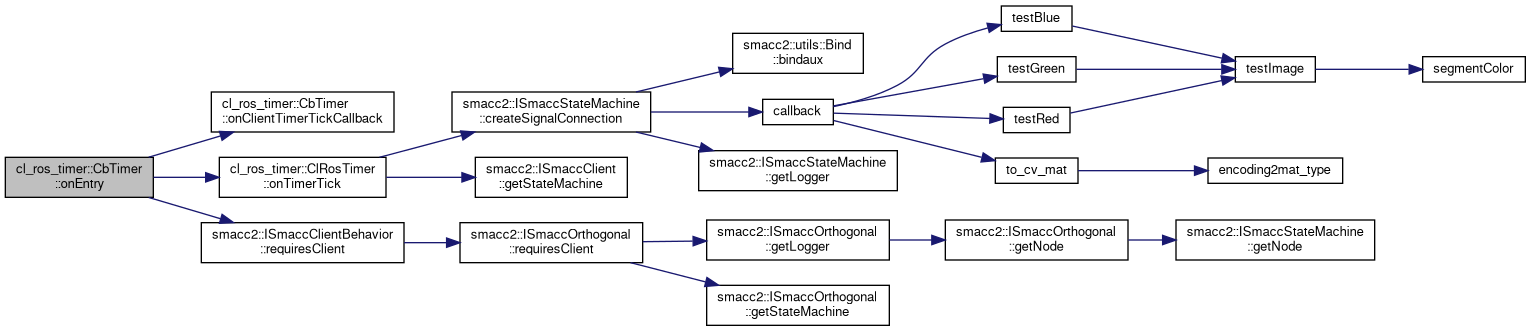 cl_ros_timer::CbTimer
::onEntry
cl_ros_timer::CbTimer
::onClientTimerTickCallback
cl_ros_timer::ClRosTimer
::onTimerTick
smacc2::ISmaccClientBehavior
::requiresClient
smacc2::ISmaccStateMachine
::createSignalConnection
smacc2::ISmaccClient
::getStateMachine
smacc2::ISmaccOrthogonal
::requiresClient
smacc2::utils::Bind
::bindaux
callback
smacc2::ISmaccStateMachine
::getLogger
smacc2::ISmaccOrthogonal
::getLogger
smacc2::ISmaccOrthogonal
::getStateMachine
testBlue
testGreen
testRed
to_cv_mat
smacc2::ISmaccOrthogonal
::getNode
testImage
encoding2mat_type
smacc2::ISmaccStateMachine
::getNode
segmentColor